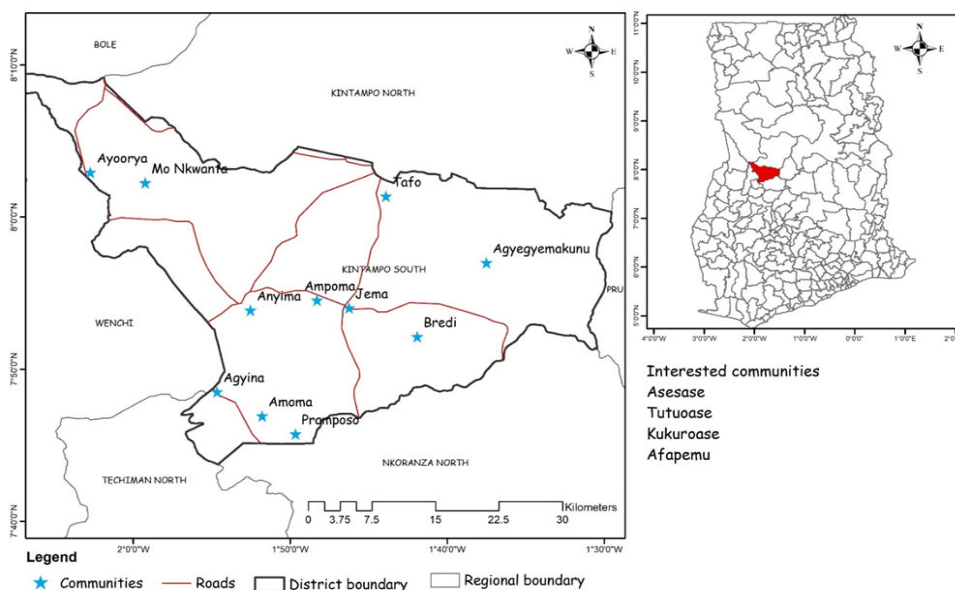 BOLE
KINTAMPO NORTH
N
W E
S
Ayoorya
Mo Nkwanta
Tafo
Agyegyemakunu
KINTAMPO SOUTH
Ampoma
Anyima
Jema
PRU
WENCHI
Bredi
Agyina
Amoma
Pramposo
TECHIMAN NORTH
NKORANZA NORTH
Kilometers
0 3.75 7.5 15 22.5 30
8°10'0"N
8°0'0"N
7°50'0"N
7°40'0"N
2°0'0"W 1°50'0"W 1°40'0"W 1°30'0"W
Legend
Communities Roads District boundary Regional boundary
N
W E
S
11°0'0"N
10°0'0"N
9°0'0"N
8°0'0"N
7°0'0"N
6°0'0"N
5°0'0"N
4°0'0"W 3°0'0"W 2°0'0"W 1°0'0"W 0°0'0" 1°0'0"E
Interested communities
Asesase
Tutuoase
Kukuroase
Afapemu